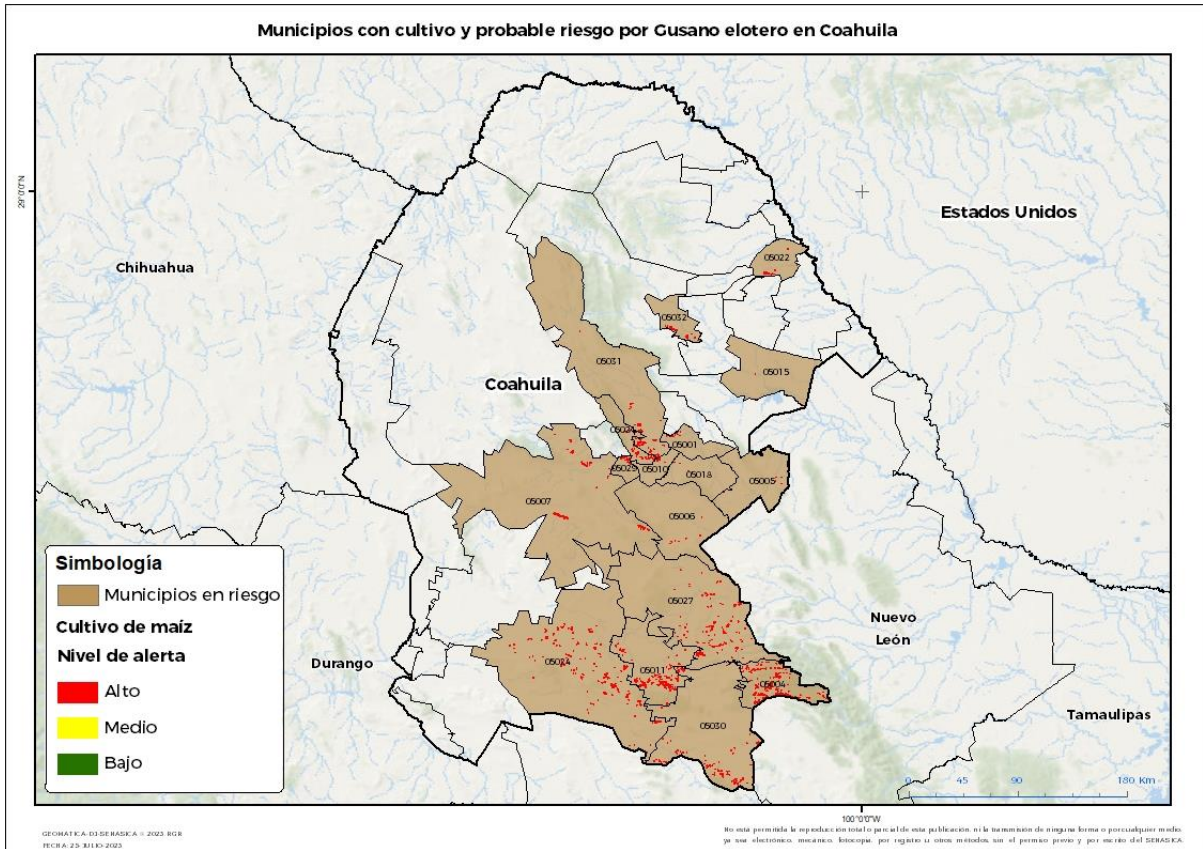 Municipios con cultivo y probable riesgo por Gusano elotero en Coahuila
29°0'0"N
Estados Unidos
Chihuahua
05022
05032
05031
05015
Coahuila
05001
05029
05010
05018
05005
05007
05006
Simbología
Municipios en riesgo
Cultivo de maíz
Nivel de alerta
Alto
Medio
Bajo
05027
Nuevo
León
Durango
05011
05004
05030
Tamaulipas
0 45 90 180 Km
100°0'0"W
GEOMATICA-DJ-SENASICA © 2023 RGR
FECHA: 25-JULIO-2023
No está permitida la reproducción total o parcial de esta publicación, ni la transmisión de ninguna forma o por cualquier medio,
ya sea electrónico, mecánico, fotocopia, por registro u otros métodos, sin el permiso previo y por escrito del SENASICA.